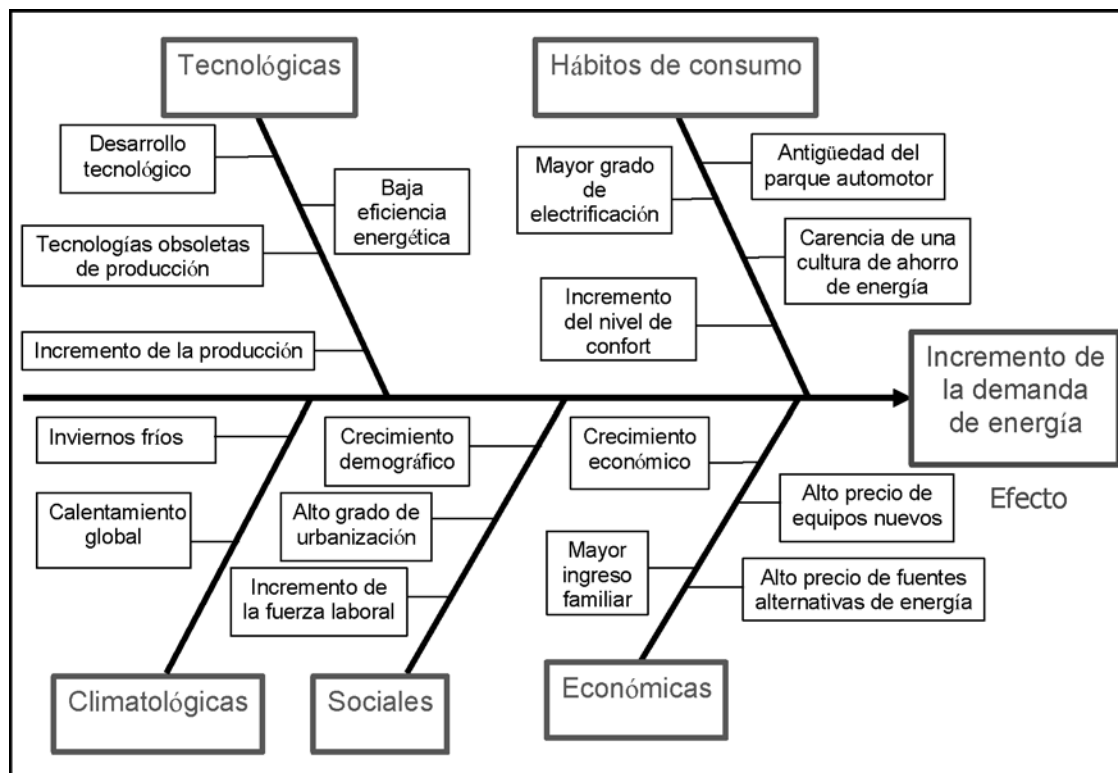 Tecnológicas
Hábitos de consumo
Desarrollo
tecnológico
Baja
eficiencia
energética
Tecnologías obsoletas
de producción
Incremento de la producción
Mayor grado
de
electrificación
Antigüedad del
parque automotor
Carencia de una
cultura de ahorro
de energía
Incremento
del nivel de
confort
Incremento de
la demanda
de energía
Efecto
Inviernos fríos
Calentamiento
global
Crecimiento
demográfico
Alto grado de
urbanización
Incremento de
la fuerza laboral
Crecimiento
económico
Alto precio de
equipos nuevos
Mayor
ingreso
familiar
Alto precio de fuentes
alternativas de energía
Climatológicas
Sociales
Económicas